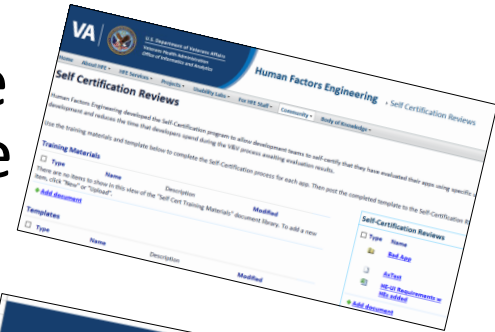 e
e
VA
U.S. Department of Veterans Affairs
Veterans Health Administration
Office of Informatics and Analytics
Human Factors Engineering › Self Certification Reviews
Home About HFE HFE Services Projects Usability Labs For HFE Staff Community Body of Knowledge
Self Certification Reviews
Human Factors Engineering developed the Self-Certification program to allow development teams to self-certify that they have evaluated their apps using specific
development and reduces the time that developers spend during the V&V process awaiting evaluation results.
Use the training materials and template below to complete the Self-Certification process for each app. Then post the completed template to the Self-Certification
Training Materials
Type Name Description Modified
There are no items to show in this view of the "Self Cert Training Materials" document library. To add a new
item, click "New" or "Upload".
Add document
Templates
Type Name Description Modified
Self-Certification Reviews
Type Name
Bad App
AxTest
HE-UI Requirements w
HEs added
Add document